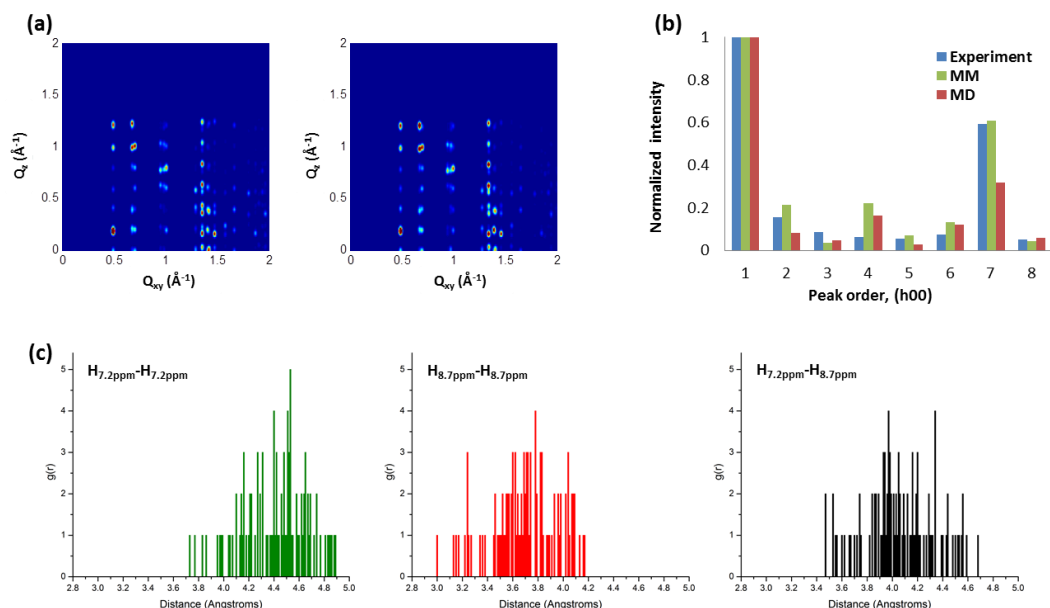 (a)
2
1.5
1
0.5
0
Q_z (Å⁻¹)
0 0.5 1 1.5 2
Q_xy (Å⁻¹)
2
1.5
1
0.5
0
Q_z (Å⁻¹)
0 0.5 1 1.5 2
Q_xy (Å⁻¹)
(b)
Normalized intensity
1
0.8
0.6
0.4
0.2
0
Experiment
MM
MD
1 2 3 4 5 6 7 8
Peak order, (h00)
(c)
H7.2ppm-H7.2ppm
g(r)
5
4
3
2
1
0
2.8 3.0 3.2 3.4 3.6 3.8 4.0 4.2 4.4 4.6 4.8 5.0
Distance (Angstroms)
H8.7ppm-H8.7ppm
g(r)
5
4
3
2
1
0
2.8 3.0 3.2 3.4 3.6 3.8 4.0 4.2 4.4 4.6 4.8 5.0
Distance (Angstroms)
H7.2ppm-H8.7ppm
g(r)
5
4
3
2
1
0
2.8 3.0 3.2 3.4 3.6 3.8 4.0 4.2 4.4 4.6 4.8 5.0
Distance (Angstroms)